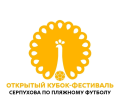 ОТКРЫТЫЙ КУБОК-ФЕСТИВАЛЬ
СЕРПУХОВА ПО ПЛЯЖНОМУ ФУТБОЛУ